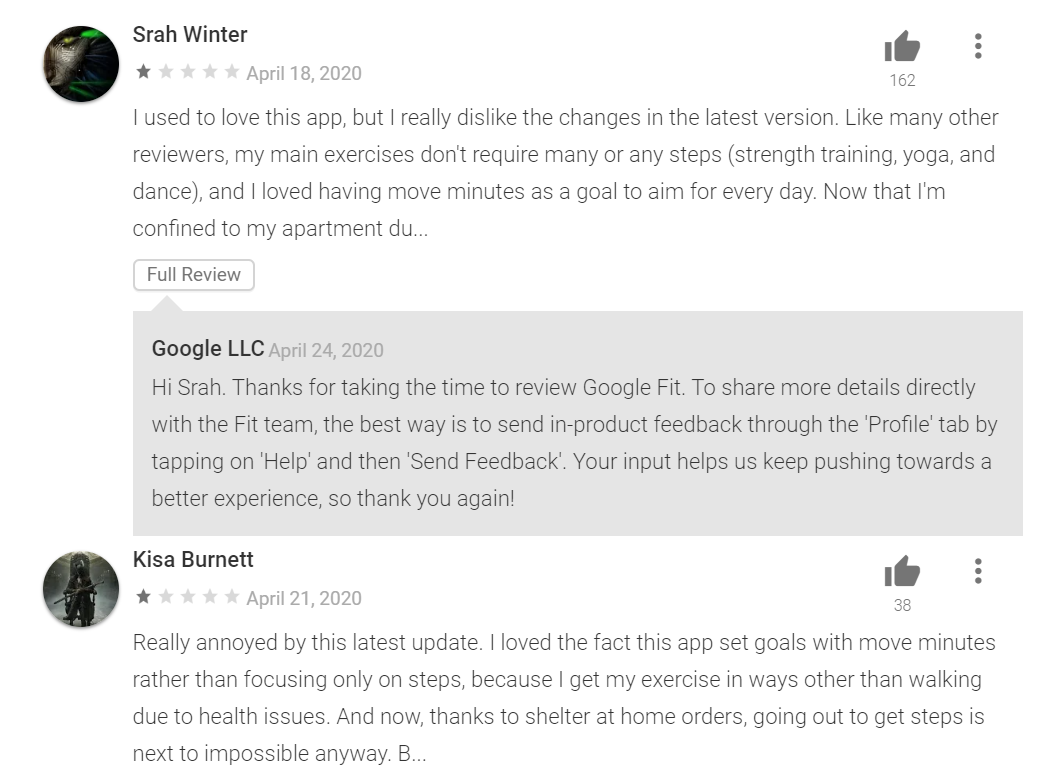 Srah Winter
April 18, 2020
162
I used to love this app, but I really dislike the changes in the latest version. Like many other
reviewers, my main exercises don't require many or any steps (strength training, yoga, and
dance), and I loved having move minutes as a goal to aim for every day. Now that I'm
confined to my apartment du...
Full Review
Google LLC April 24, 2020
Hi Srah. Thanks for taking the time to review Google Fit. To share more details directly
with the Fit team, the best way is to send in-product feedback through the 'Profile' tab by
tapping on 'Help' and then 'Send Feedback'. Your input helps us keep pushing towards a
better experience, so thank you again!
Kisa Burnett
April 21, 2020
38
Really annoyed by this latest update. I loved the fact this app set goals with move minutes
rather than focusing only on steps, because I get my exercise in ways other than walking
due to health issues. And now, thanks to shelter at home orders, going out to get steps is
next to impossible anyway. B...